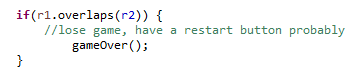 if(r1.overlaps(r2)) {
    //lose game, have a restart button probably
        gameOver();
}